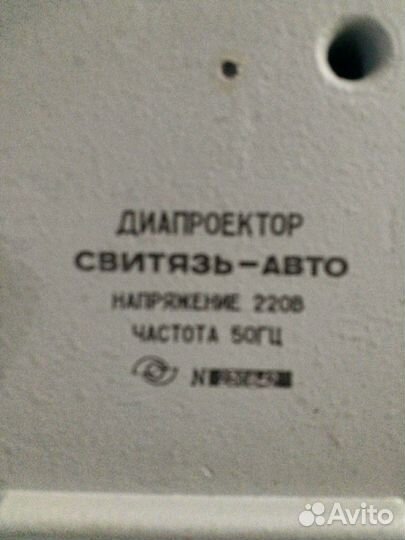 ДИАПРОЕКТОР
СВИТЯЗЬ-АВТО
НАПРЯЖЕНИЕ 220В
ЧАСТОТА 50ГЦ
N
Avito